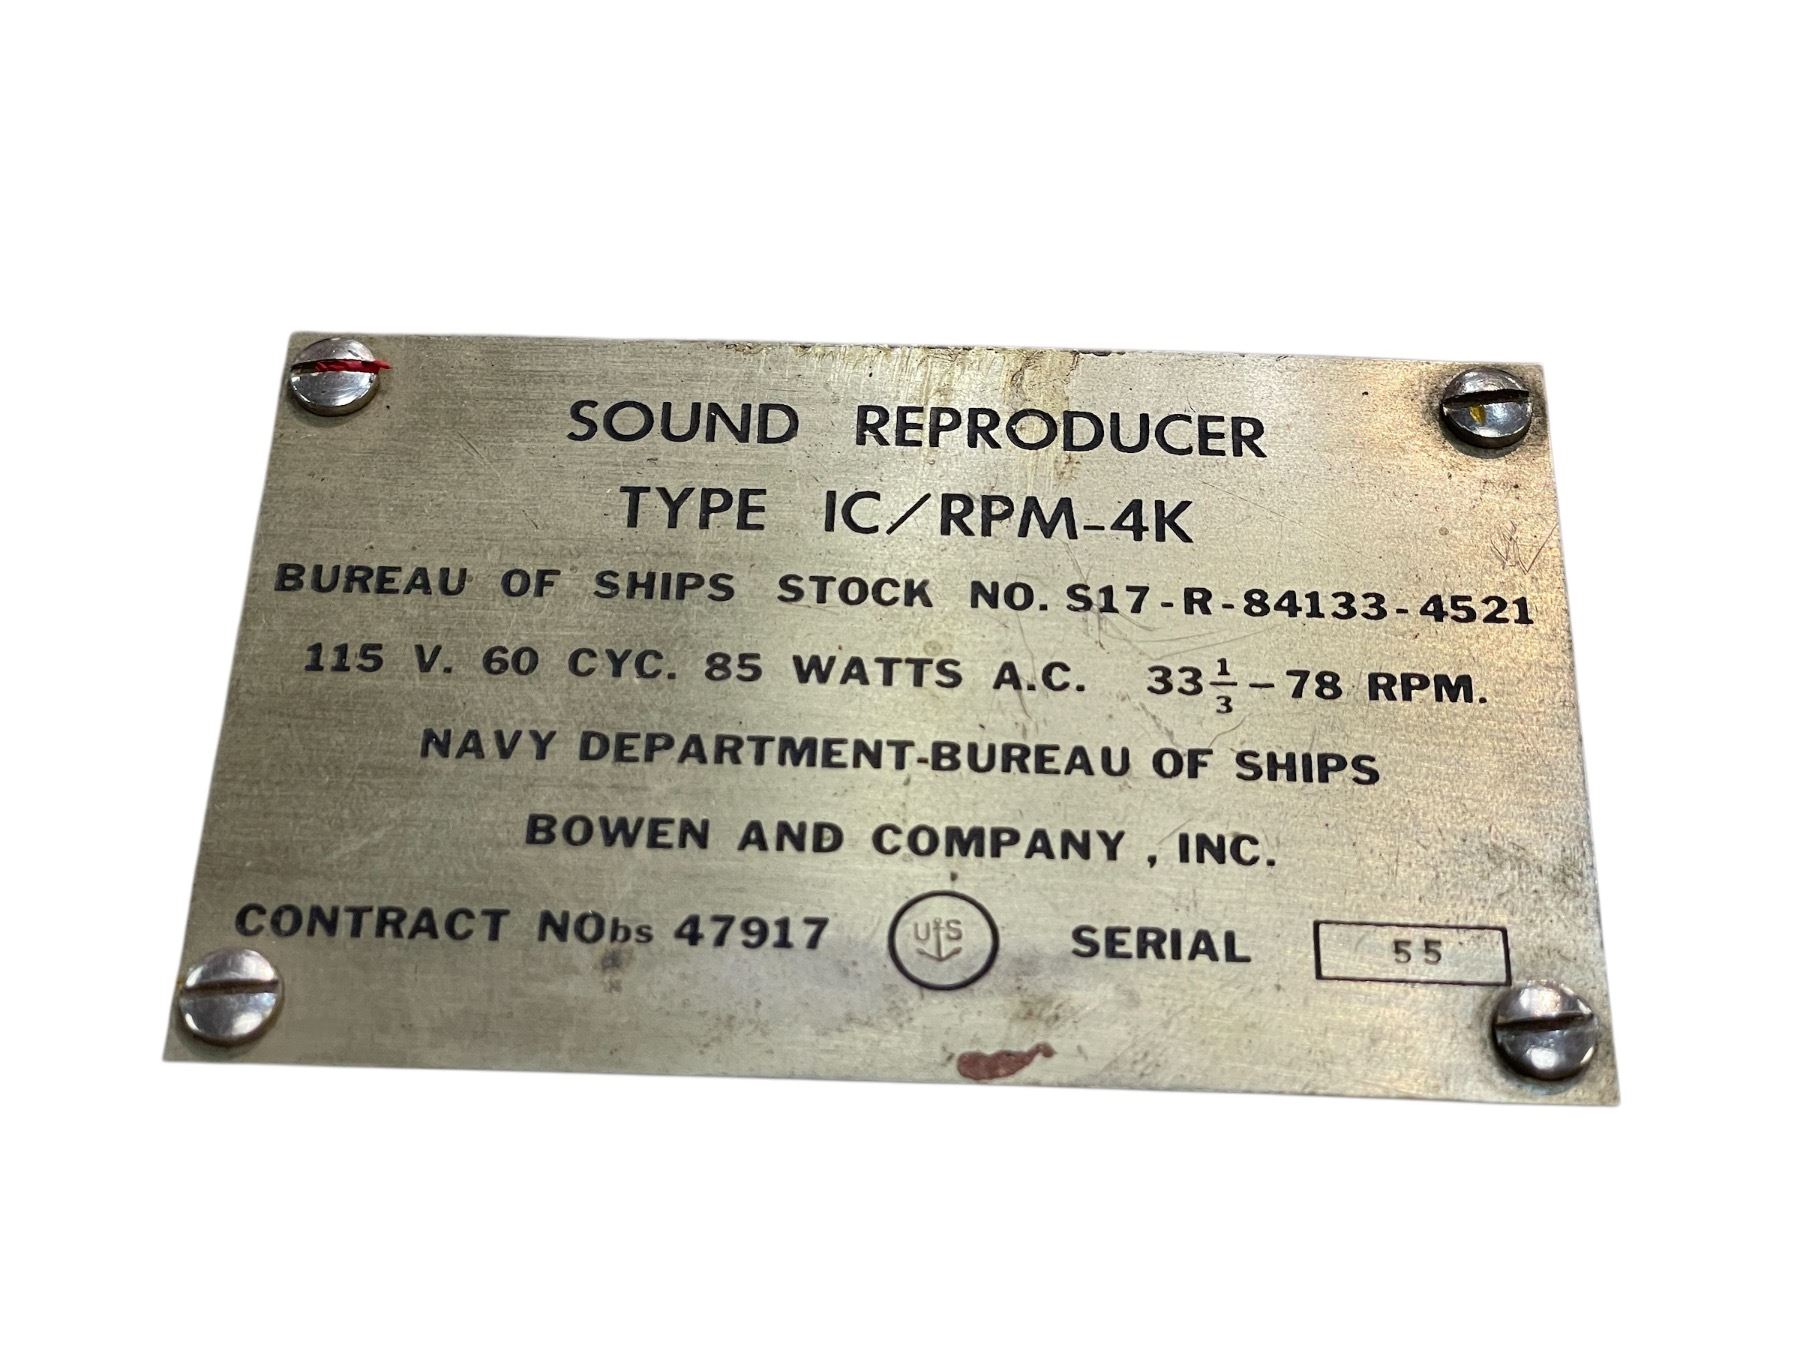 SOUND REPRODUCER
TYPE IC/RPM-4K
BUREAU OF SHIPS STOCK NO. S17-R-84133-4521
115 V. 60 CYC. 85 WATTS A.C. 33 1/3 - 78 RPM.
NAVY DEPARTMENT-BUREAU OF SHIPS
BOWEN AND COMPANY, INC.
CONTRACT NObs 47917 US SERIAL 55